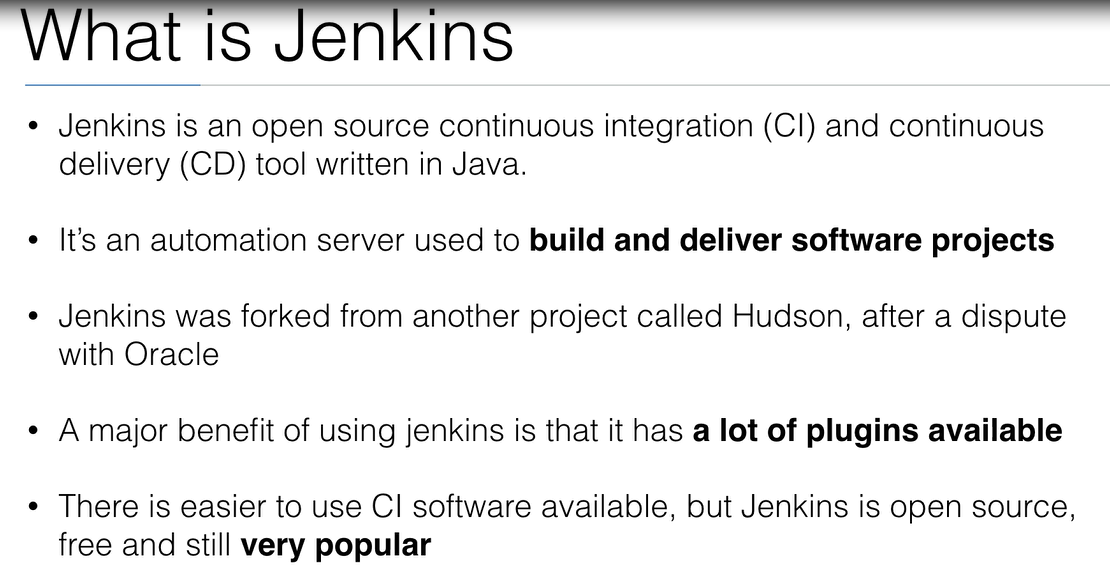 What is Jenkins
• Jenkins is an open source continuous integration (CI) and continuous
delivery (CD) tool written in Java.
• It’s an automation server used to build and deliver software projects
• Jenkins was forked from another project called Hudson, after a dispute
with Oracle
• A major benefit of using jenkins is that it has a lot of plugins available
• There is easier to use CI software available, but Jenkins is open source,
free and still very popular